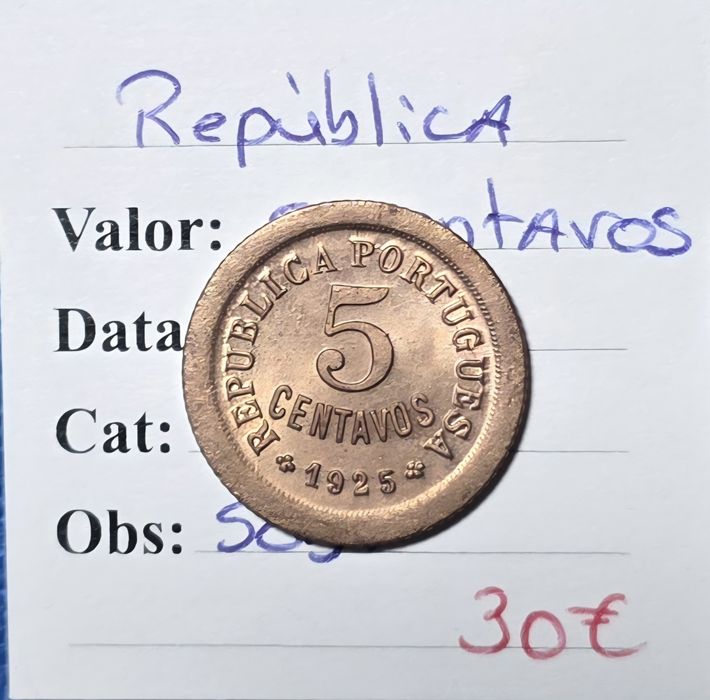 República
Valor: ntavos
Data
REPUBLICA PORTUGUESA
5
CENTAVOS
1925
Cat:
Obs:
30€